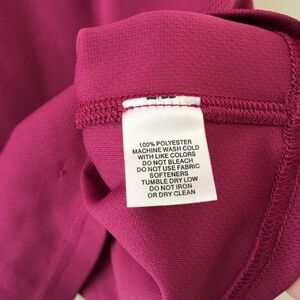 100% POLYESTER
MACHINE WASH COLD
WITH LIKE COLORS
DO NOT BLEACH
DO NOT USE FABRIC
SOFTENERS
TUMBLE DRY LOW
DO NOT IRON
OR DRY CLEAN